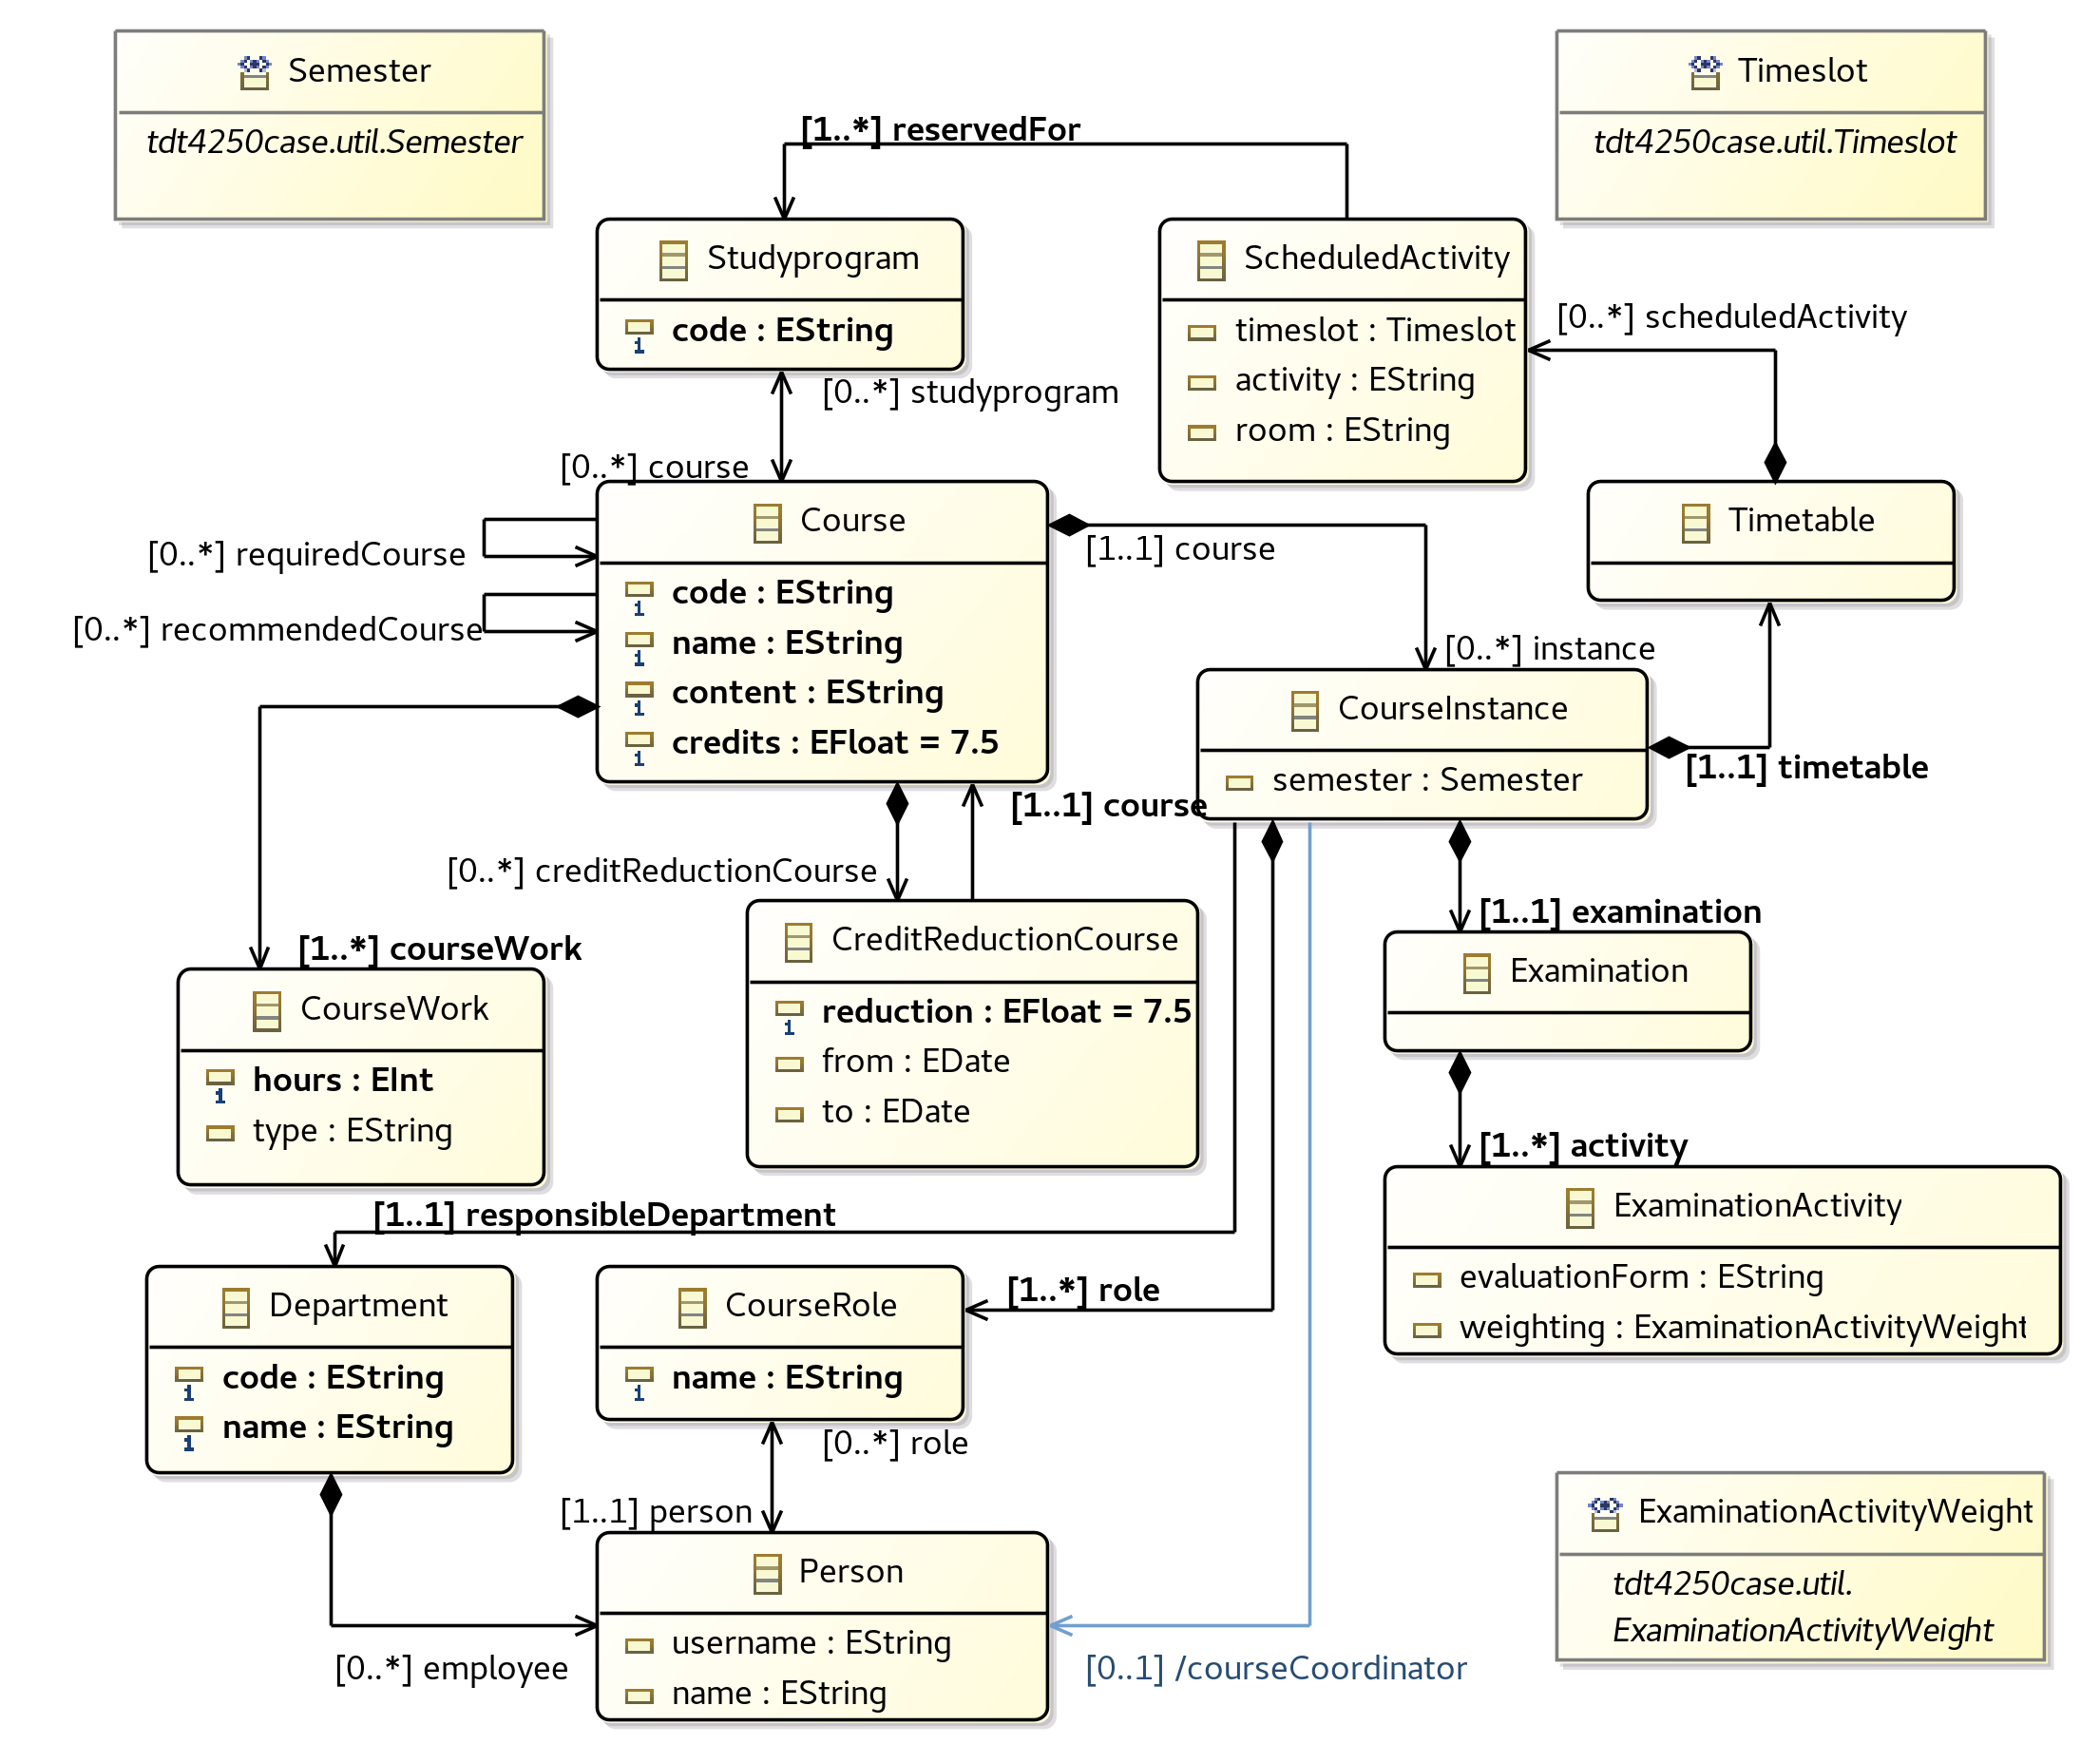 Semester
tdt4250case.util.Semester
Timeslot
tdt4250case.util.Timeslot
[1..*] reservedFor
Studyprogram
code : EString
ScheduledActivity
timeslot : Timeslot
activity : EString
room : EString
[0..*] scheduledActivity
[0..*] studyprogram
[0..*] course
Course
code : EString
name : EString
content : EString
credits : EFloat = 7.5
[0..*] requiredCourse
[0..*] recommendedCourse
[1..1] course
Timetable
[0..*] instance
CourseInstance
semester : Semester
[1..1] timetable
[1..1] course
[0..*] creditReductionCourse
[1..*] courseWork
CourseWork
hours : EInt
type : EString
CreditReductionCourse
reduction : EFloat = 7.5
from : EDate
to : EDate
[1..1] examination
Examination
[1..*] activity
ExaminationActivity
evaluationForm : EString
weighting : ExaminationActivityWeight
[1..1] responsibleDepartment
Department
code : EString
name : EString
CourseRole
name : EString
[1..*] role
[0..*] role
[1..1] person
Person
username : EString
name : EString
[0..*] employee
[0..1] /courseCoordinator
ExaminationActivityWeight
tdt4250case.util.
ExaminationActivityWeight